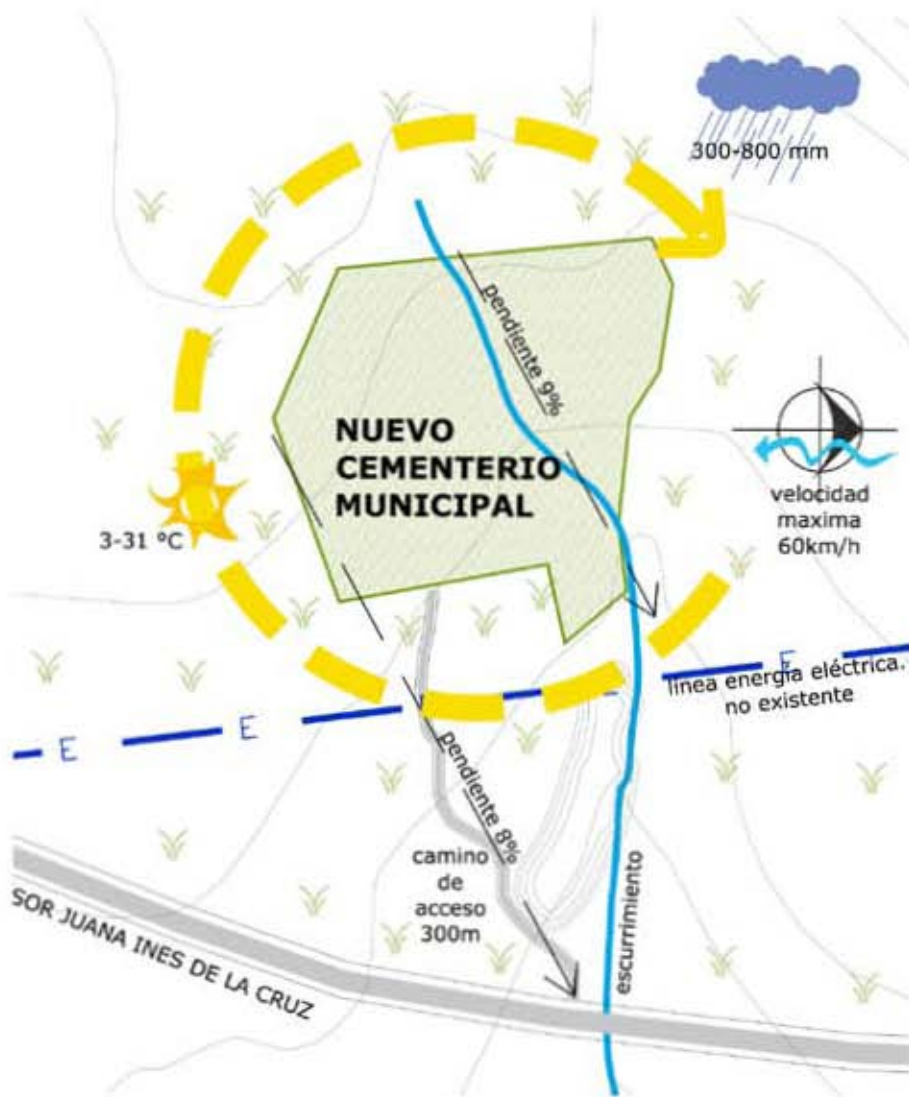 300-800 mm
pendiente 9%
NUEVO
CEMENTERIO
MUNICIPAL
velocidad
maxima
60km/h
3-31 ºC
E
línea energía eléctrica.
no existente
E
E
pendiente 8%
camino
de
acceso
300m
escurrimiento
SOR JUANA INES DE LA CRUZ